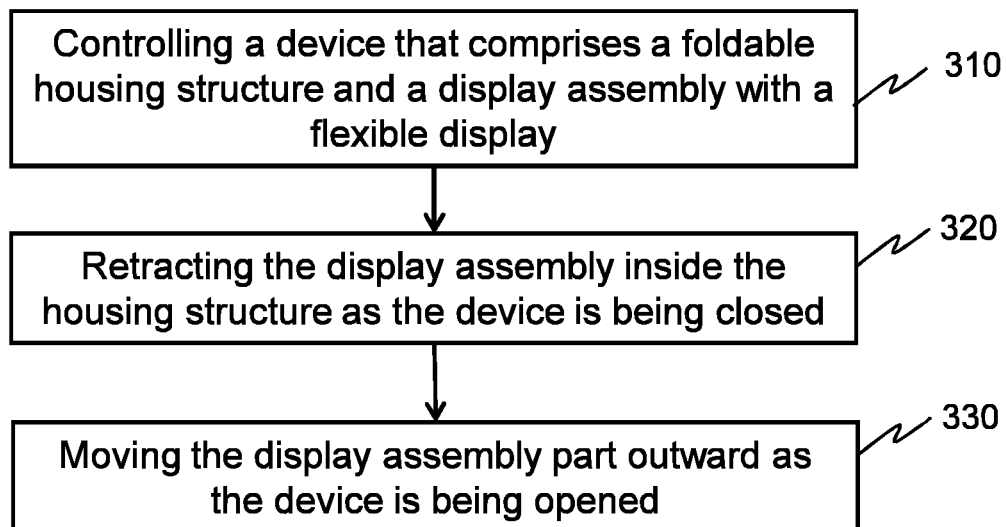 Controlling a device that comprises a foldable
housing structure and a display assembly with a
flexible display
310
Retracting the display assembly inside the
housing structure as the device is being closed
320
Moving the display assembly part outward as
the device is being opened
330